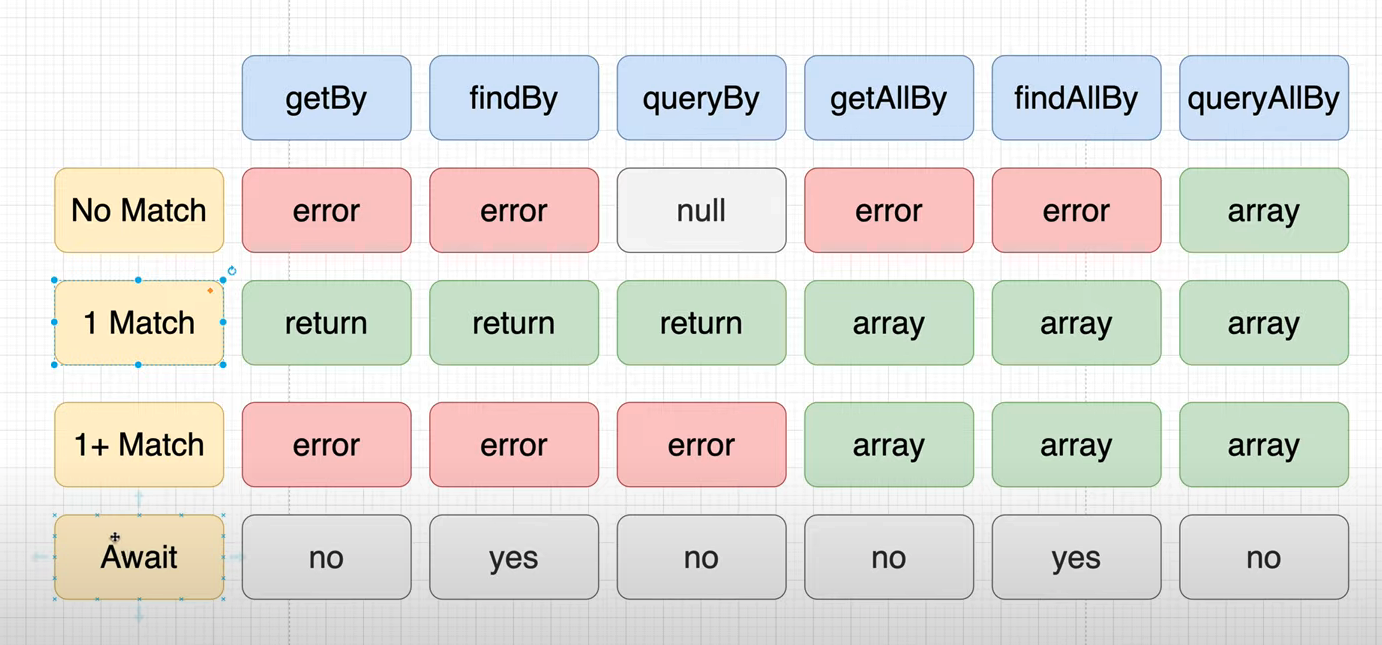 getBy findBy queryBy getAllBy findAllBy queryAllBy
No Match error error null error error array
1 Match return return return array array array
1+ Match error error error array array array
Await no yes no no yes no